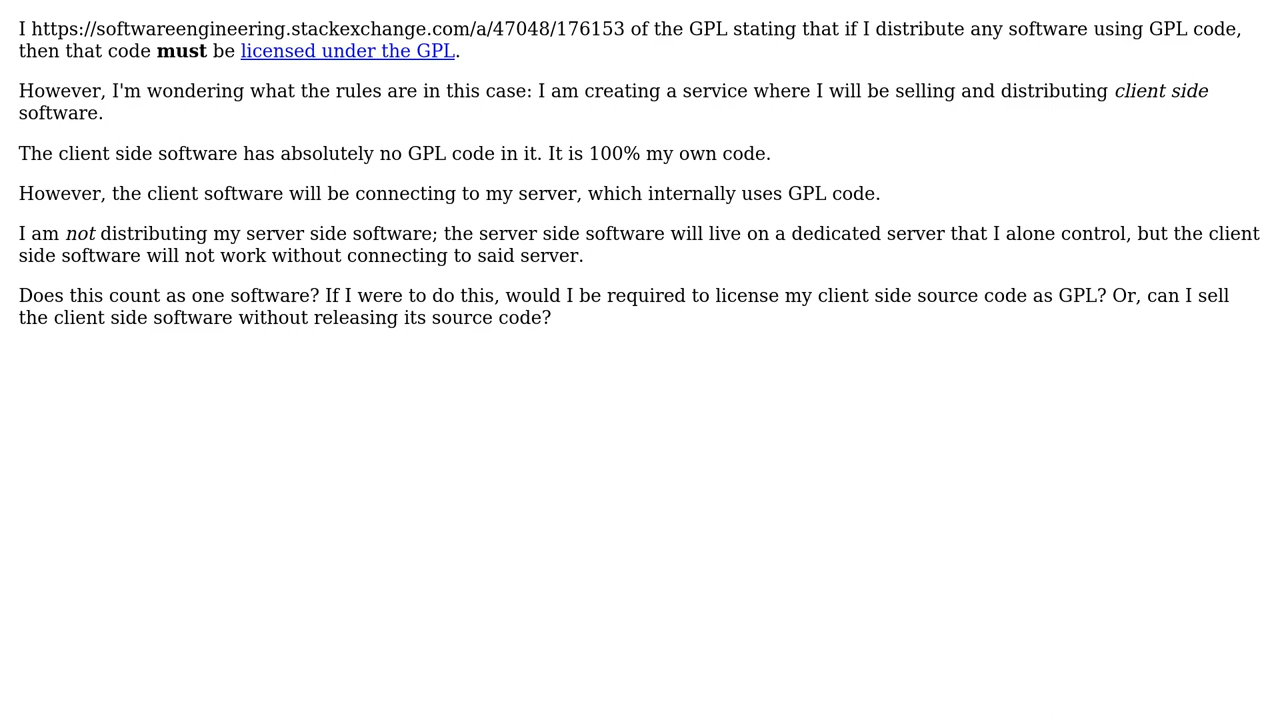 I https://softwareengineering.stackexchange.com/a/47048/176153 of the GPL stating that if I distribute any software using GPL code,
then that code must be licensed under the GPL.
However, I'm wondering what the rules are in this case: I am creating a service where I will be selling and distributing client side
software.
The client side software has absolutely no GPL code in it. It is 100% my own code.
However, the client software will be connecting to my server, which internally uses GPL code.
I am not distributing my server side software; the server side software will live on a dedicated server that I alone control, but the client
side software will not work without connecting to said server.
Does this count as one software? If I were to do this, would I be required to license my client side source code as GPL? Or, can I sell
the client side software without releasing its source code?